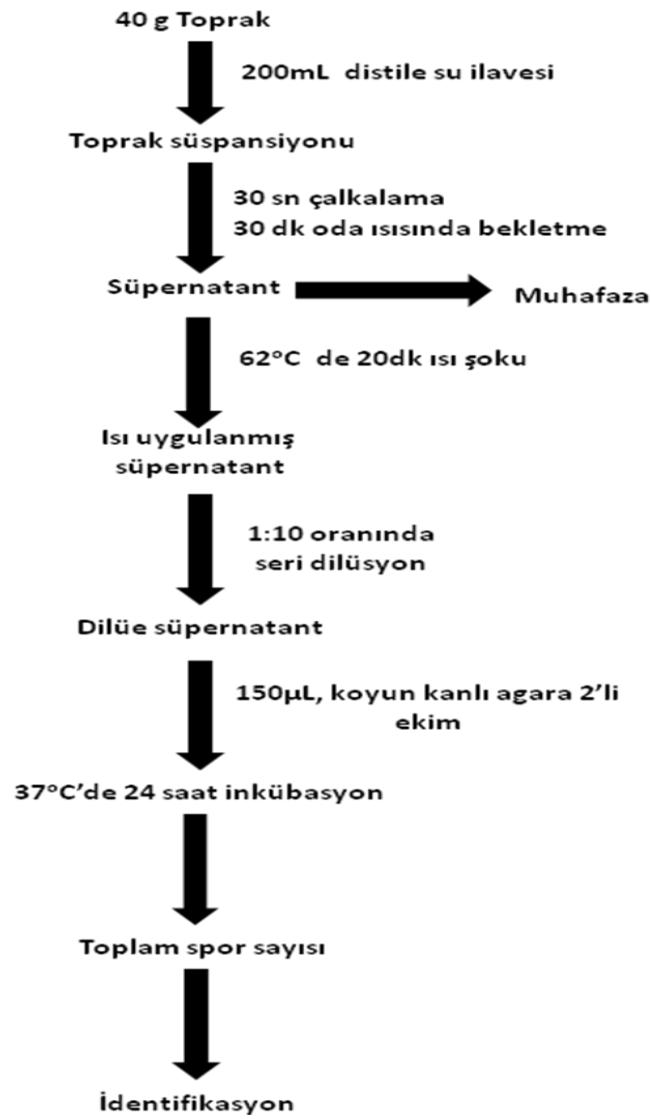 40 g Toprak
200mL distile su ilavesi
Toprak süspansiyonu
30 sn çalkalama
30 dk oda ısısında bekletme
Süpernatant
Muhafaza
62°C de 20dk ısı şoku
Isı uygulanmış
süpernatant
1:10 oranında
seri dilüsyon
Dilüe süpernatant
150µL, koyun kanlı agara 2'li
ekim
37°C'de 24 saat inkübasyon
Toplam spor sayısı
İdentifikasyon